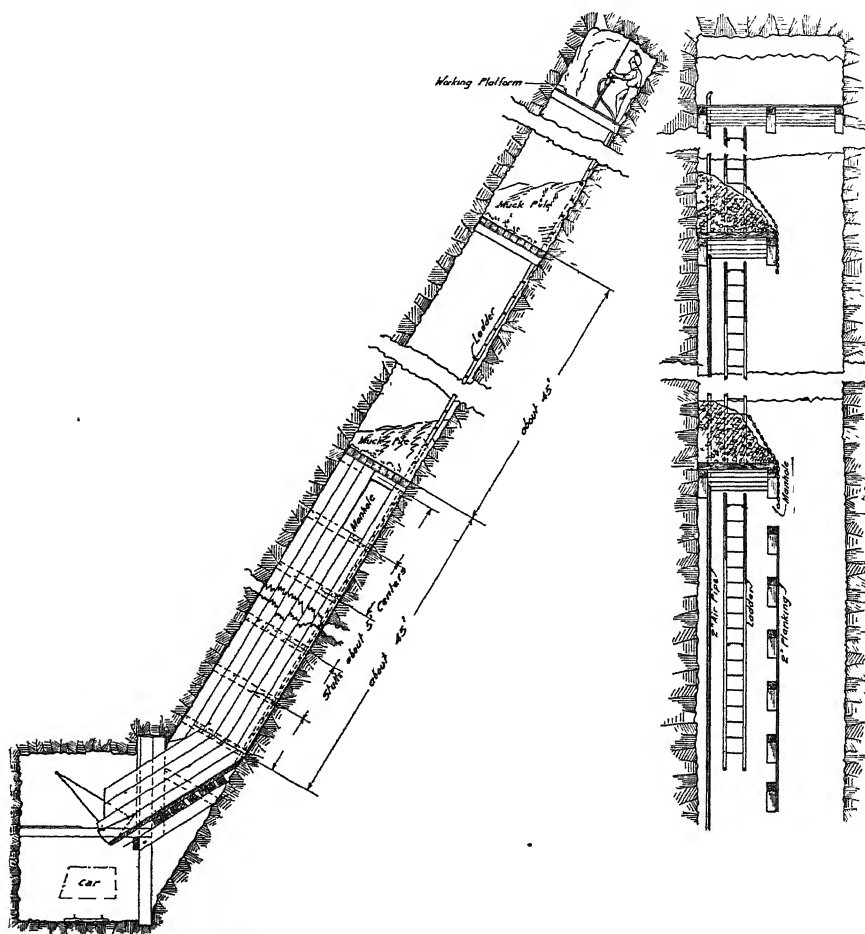 Working Platform
Muck Pile
Ladder
about 45'
Muck Pile
Manhole
Stulls about 5' Centers
about 45'
Car
Manhole
2" Air Pipe
Ladder
2" Planking